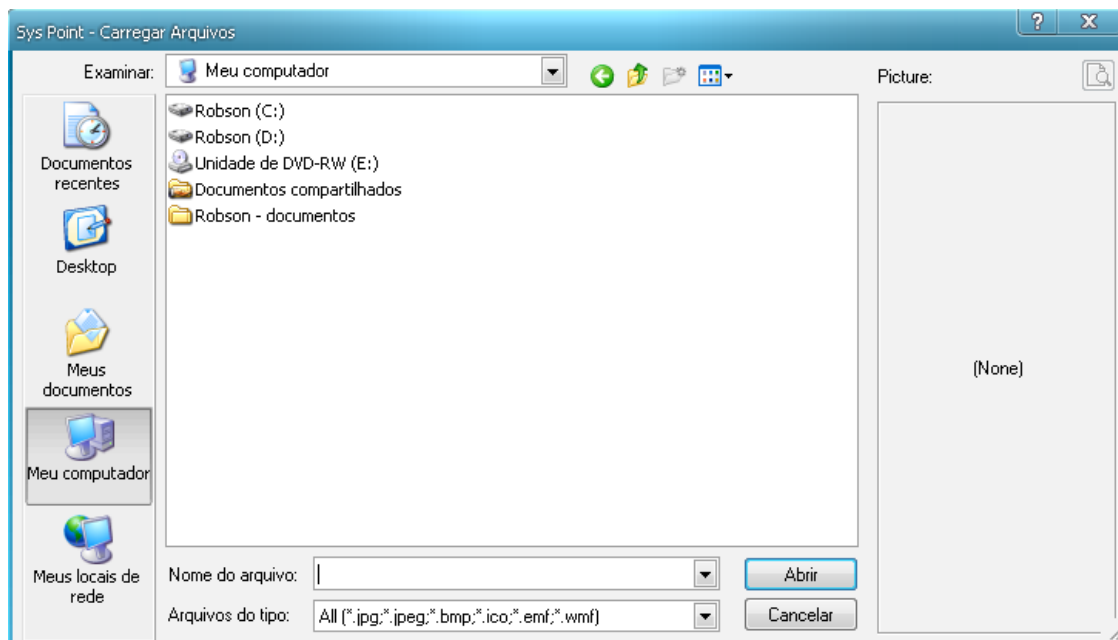 Sys Point - Carregar Arquivos
Examinar:
Meu computador
Picture:
Robson (C:)
Robson (D:)
Unidade de DVD-RW (E:)
Documentos compartilhados
Robson - documentos
Documentos
recentes
Desktop
Meus
documentos
Meu computador
Meus locais de
rede
(None)
Nome do arquivo:
Abrir
Arquivos do tipo:
All (*.jpg;*.jpeg;*.bmp;*.ico;*.emf;*.wmf)
Cancelar